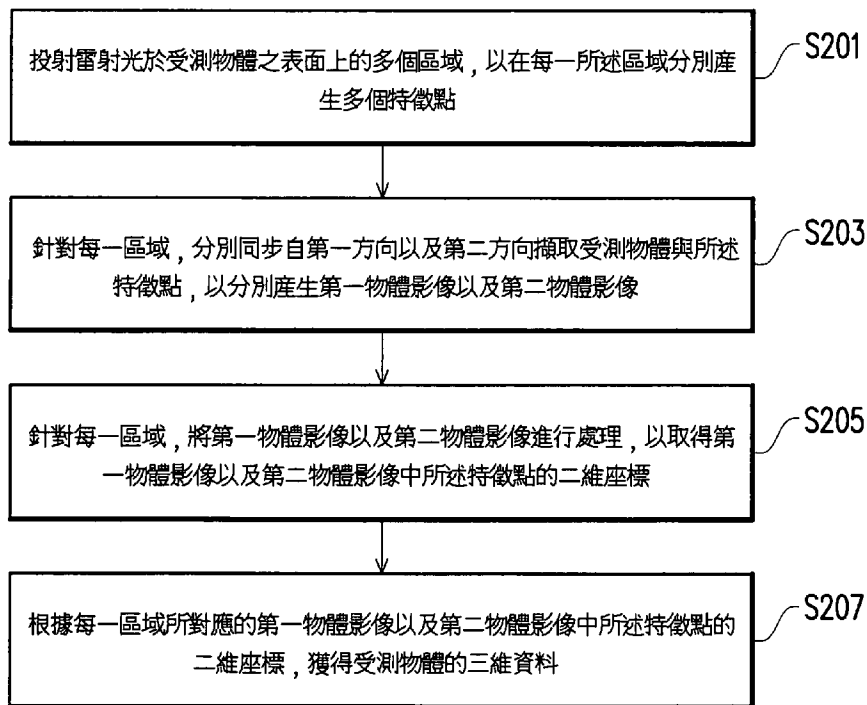 投射雷射光於受測物體之表面上的多個區域，以在每一所述區域分別產
生多個特徵點
S201
針對每一區域，分別同步自第一方向以及第二方向擷取受測物體與所述
特徵點，以分別產生第一物體影像以及第二物體影像
S203
針對每一區域，將第一物體影像以及第二物體影像進行處理，以取得第
一物體影像以及第二物體影像中所述特徵點的二維座標
S205
根據每一區域所對應的第一物體影像以及第二物體影像中所述特徵點的
二維座標，獲得受測物體的三維資料
S207